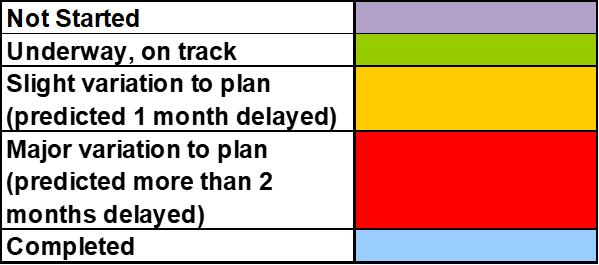 Not Started
Underway, on track
Slight variation to plan
(predicted 1 month delayed)
Major variation to plan
(predicted more than 2
months delayed)
Completed